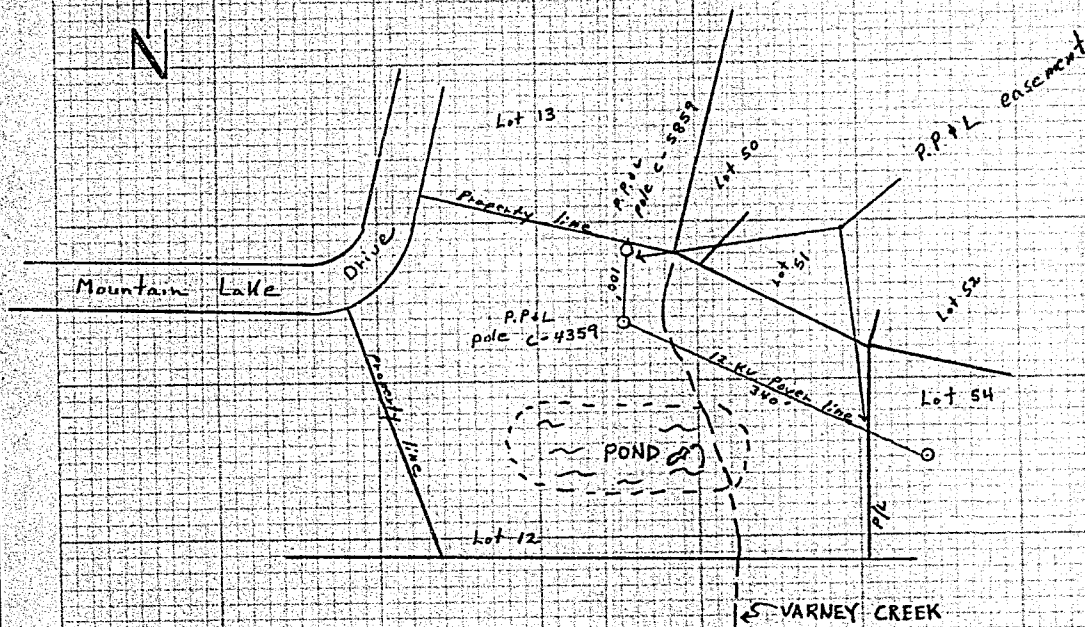 N
Lot 13
P.P & L
pole C-5859
Lot 50
P.P & L easement
Property line
Mountain Lake Drive
Lot 51
Lot 52
100'
P.P & L
pole C-4359
12-KV Power line
340'
Lot 54
property line
POND
P/L
Lot 12
VARNEY CREEK